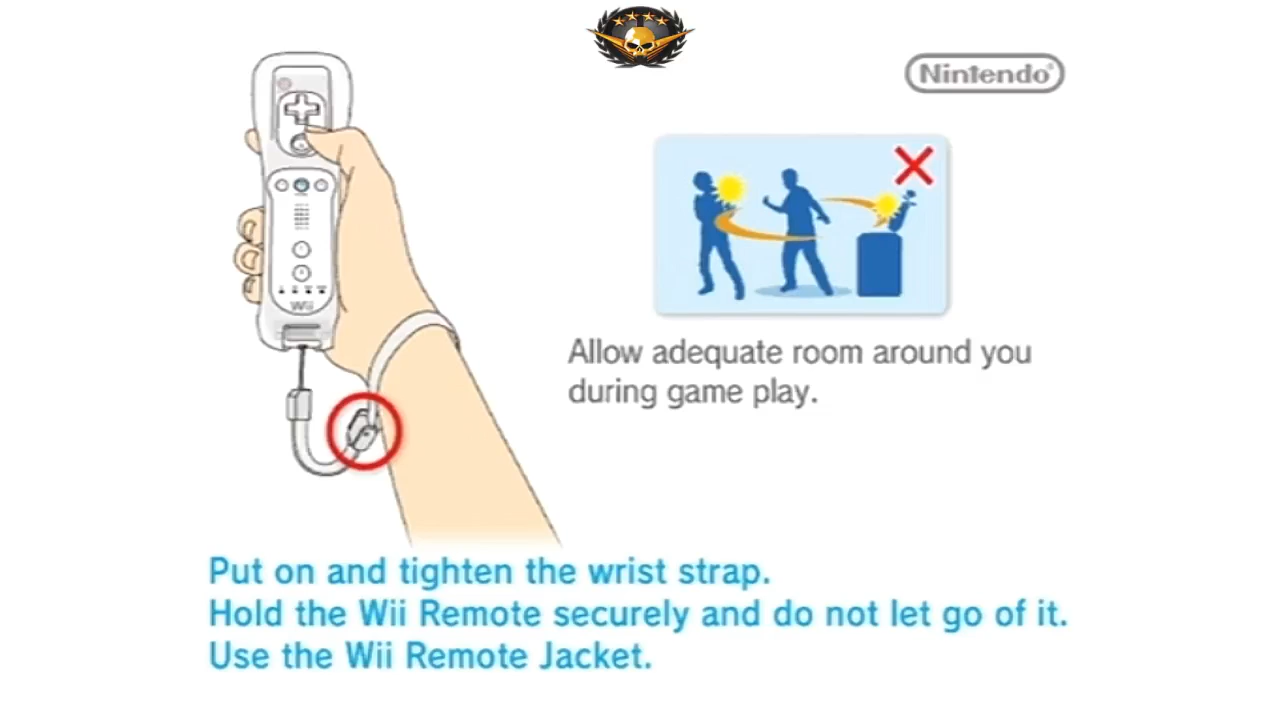 Nintendo
Allow adequate room around you
during game play.
Wii
Put on and tighten the wrist strap.
Hold the Wii Remote securely and do not let go of it.
Use the Wii Remote Jacket.